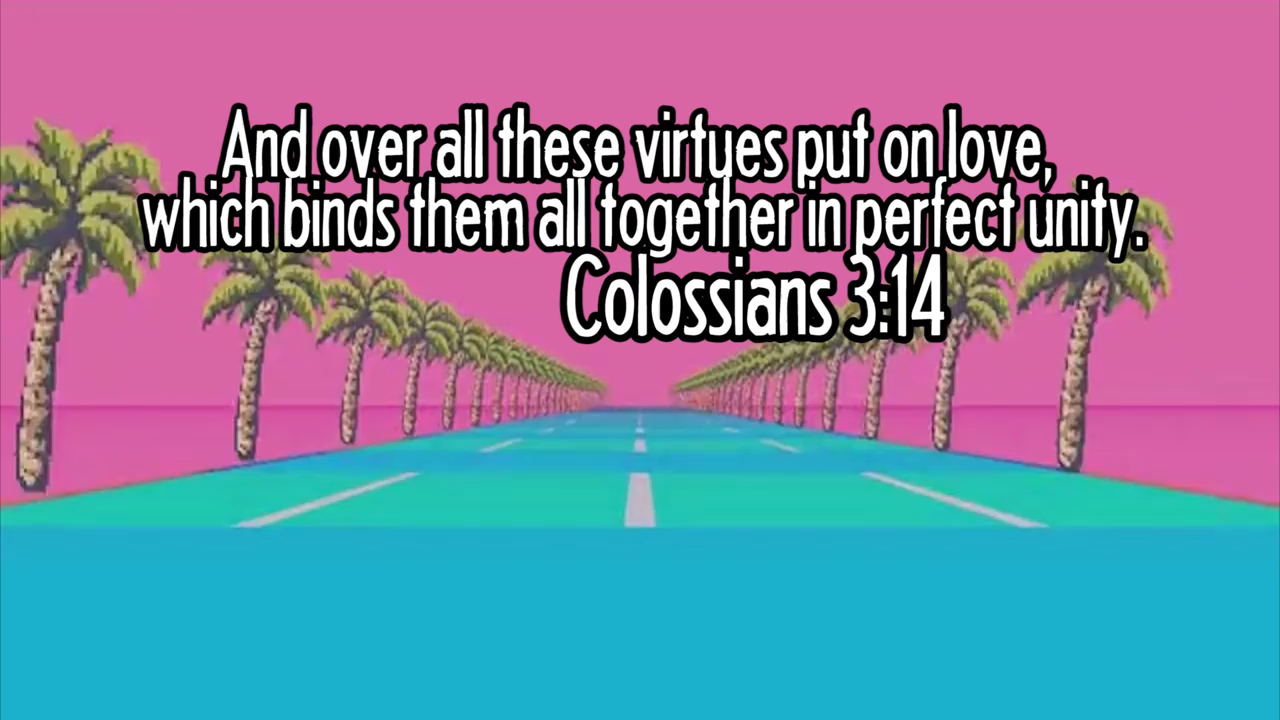 And over all these virtues put on love,
which binds them all together in perfect unity.
Colossians 3:14